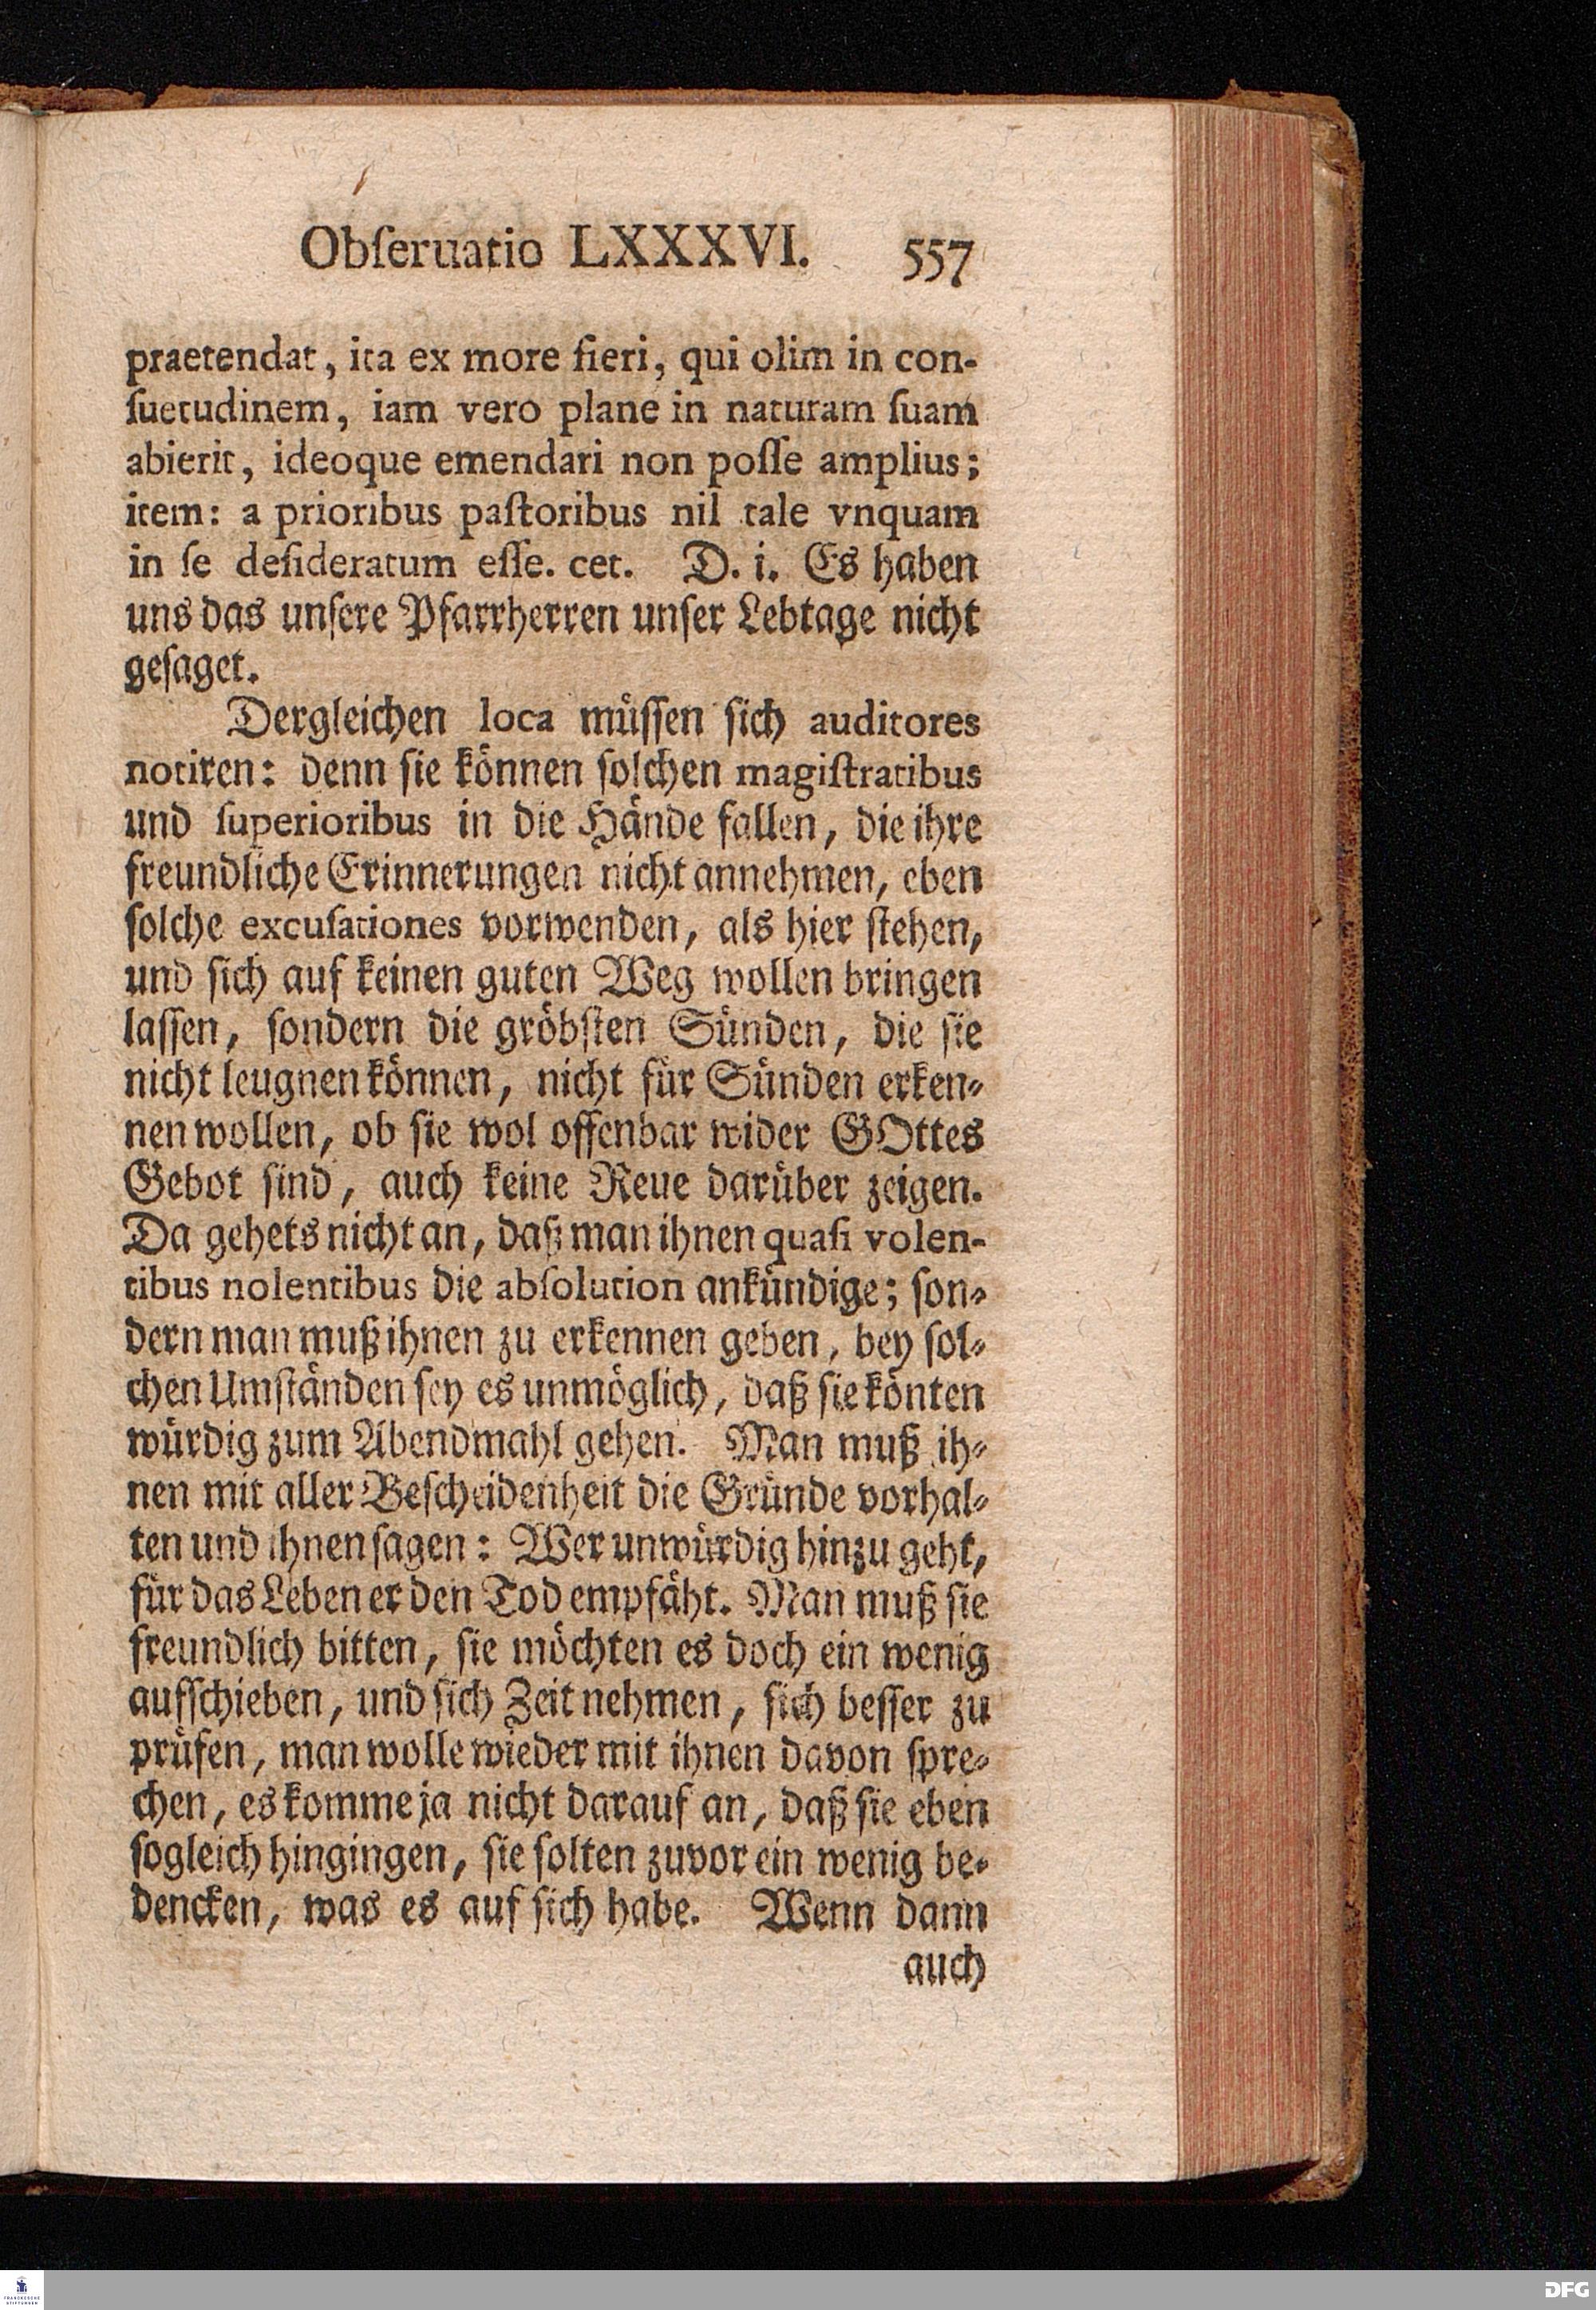 Obſeruatio LXXXVI. 557
praetendat, ita ex more fieri, qui olim in con-
ſuetudinem, iam vero plane in naturam ſuam
abierit, ideoque emendari non poſſe amplius;
item: a prioribus paſtoribus nil tale vnquam
in ſe deſideratum eſſe. cet. D. i. Es haben
uns das unſere Pfarrherren unſer Lebtage nicht
geſaget.
Dergleichen loca müſſen ſich auditores
notiren: denn ſie können ſolchen magiſtratibus
und ſuperioribus in die Hände fallen, die ihre
freundliche Erinnerungen nicht annehmen, eben
ſolche excuſationes vorwenden, als hier ſtehen,
und ſich auf keinen guten Weg wollen bringen
laſſen, ſondern die gröbſten Sünden, die ſie
nicht leugnen können, nicht für Sünden erken-
nen wollen, ob ſie wol offenbar wider GOttes
Gebot ſind, auch keine Reue darüber zeigen.
Da gehets nicht an, daß man ihnen quaſi volen-
tibus nolentibus die abſolution ankündige; ſon-
dern man muß ihnen zu erkennen geben, bey ſol-
chen Umſtänden ſey es unmöglich, daß ſie könten
würdig zum Abendmahl gehen. Man muß ih-
nen mit aller Beſcheidenheit die Gründe vorhal-
ten und ihnen ſagen: Wer unwürdig hinzu geht,
für das Leben er den Tod empfäht. Man muß ſie
freundlich bitten, ſie möchten es doch ein wenig
aufſchieben, und ſich Zeit nehmen, ſich beſſer zu
prüfen, man wolle wieder mit ihnen davon ſpre-
chen, es komme ja nicht darauf an, daß ſie eben
ſogleich hingingen, ſie ſolten zuvor ein wenig be-
dencken, was es auf ſich habe. Wenn dann
auch
FRANCKESCHE
STIFTUNGEN
DFG